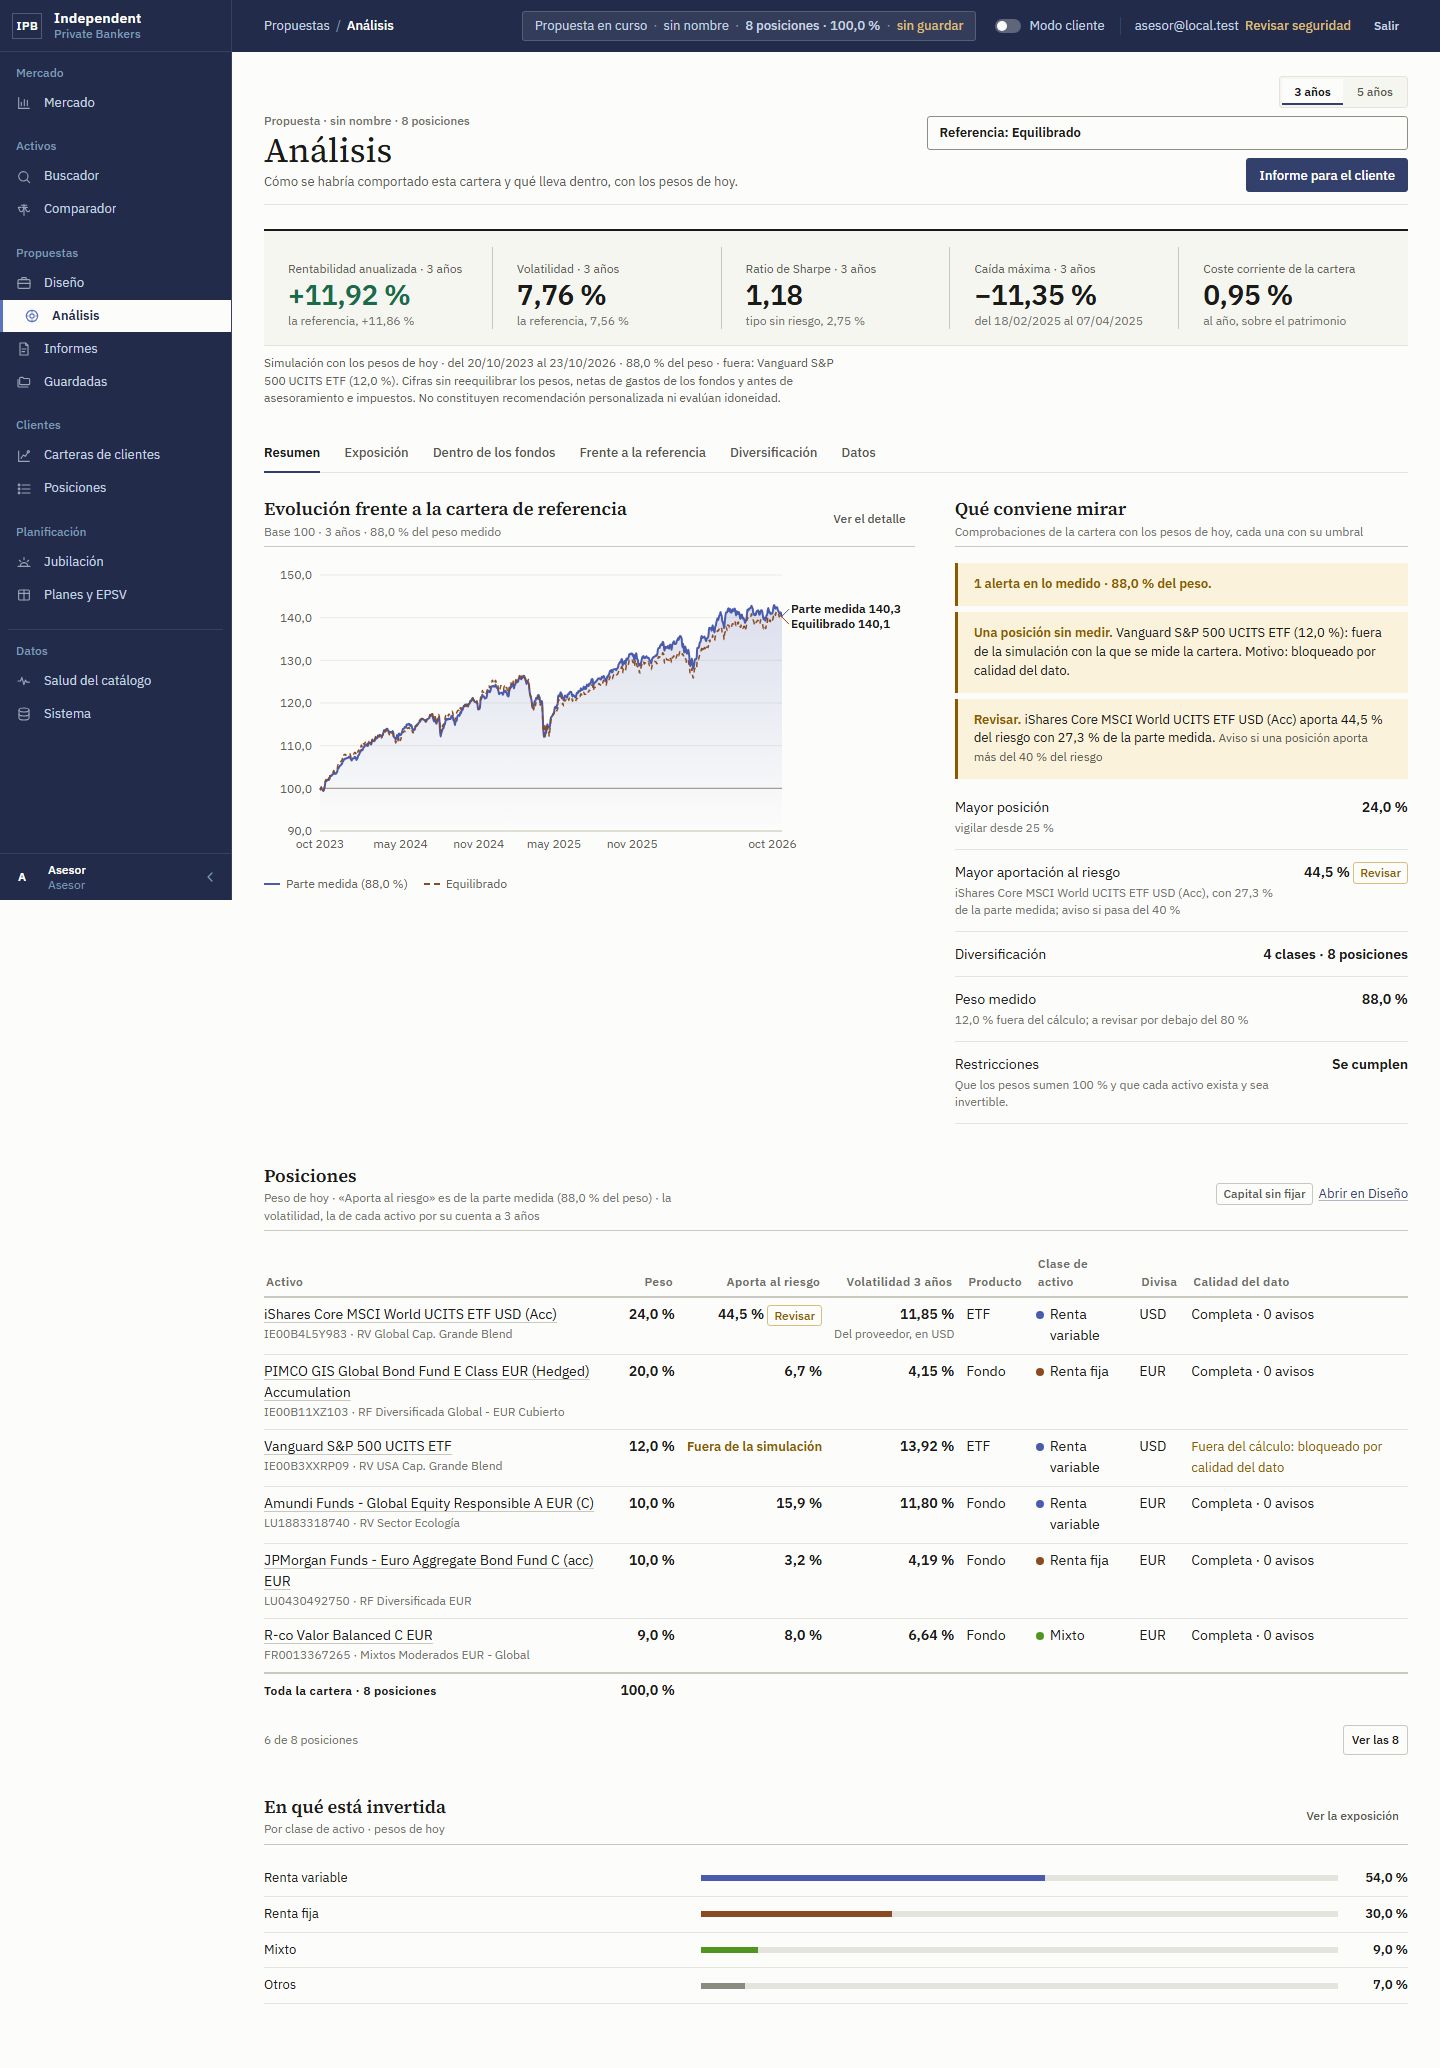 IPB
Independent
Private Bankers
Mercado
Mercado
Activos
Buscador
Comparador
Propuestas
Diseño
Análisis
Informes
Guardadas
Clientes
Carteras de clientes
Posiciones
Planificación
Jubilación
Planes y EPSV
Datos
Salud del catálogo
Sistema
A
Asesor
Asesor
Propuestas / Análisis
Propuesta en curso · sin nombre · 8 posiciones · 100,0 % · sin guardar
Modo cliente
asesor@local.test Revisar seguridad
Salir
3 años
5 años
Propuesta · sin nombre · 8 posiciones
Análisis
Cómo se habría comportado esta cartera y qué lleva dentro, con los pesos de hoy.
Referencia: Equilibrado
Informe para el cliente
Rentabilidad anualizada · 3 años
+11,92 %
la referencia, +11,86 %
Volatilidad · 3 años
7,76 %
la referencia, 7,56 %
Ratio de Sharpe · 3 años
1,18
tipo sin riesgo, 2,75 %
Caída máxima · 3 años
−11,35 %
del 18/02/2025 al 07/04/2025
Coste corriente de la cartera
0,95 %
al año, sobre el patrimonio
Simulación con los pesos de hoy · del 20/10/2023 al 23/10/2026 · 88,0 % del peso · fuera: Vanguard S&P
500 UCITS ETF (12,0 %). Cifras sin reequilibrar los pesos, netas de gastos de los fondos y antes de
asesoramiento e impuestos. No constituyen recomendación personalizada ni evalúan idoneidad.
Resumen
Exposición
Dentro de los fondos
Frente a la referencia
Diversificación
Datos
Evolución frente a la cartera de referencia
Base 100 · 3 años · 88,0 % del peso medido
Ver el detalle
150,0
140,0
130,0
120,0
110,0
100,0
90,0
oct 2023
may 2024
nov 2024
may 2025
nov 2025
oct 2026
Parte medida 140,3
Equilibrado 140,1
Parte medida (88,0 %)
Equilibrado
Qué conviene mirar
Comprobaciones de la cartera con los pesos de hoy, cada una con su umbral
1 alerta en lo medido · 88,0 % del peso.
Una posición sin medir. Vanguard S&P 500 UCITS ETF (12,0 %): fuera
de la simulación con la que se mide la cartera. Motivo: bloqueado por
calidad del dato.
Revisar. iShares Core MSCI World UCITS ETF USD (Acc) aporta 44,5 %
del riesgo con 27,3 % de la parte medida. Aviso si una posición aporta
más del 40 % del riesgo
Mayor posición
24,0 %
vigilar desde 25 %
Mayor aportación al riesgo
44,5 % Revisar
iShares Core MSCI World UCITS ETF USD (Acc), con 27,3 %
de la parte medida; aviso si pasa del 40 %
Diversificación
4 clases · 8 posiciones
Peso medido
88,0 %
12,0 % fuera del cálculo; a revisar por debajo del 80 %
Restricciones
Se cumplen
Que los pesos sumen 100 % y que cada activo exista y sea
invertible.
Posiciones
Peso de hoy · «Aporta al riesgo» es de la parte medida (88,0 % del peso) · la
volatilidad, la de cada activo por su cuenta a 3 años
Capital sin fijar
Abrir en Diseño
Activo
Peso
Aporta al riesgo
Volatilidad 3 años
Producto
Clase de
activo
Divisa
Calidad del dato
iShares Core MSCI World UCITS ETF USD (Acc)
IE00B4L5Y983 · RV Global Cap. Grande Blend
24,0 %
44,5 % Revisar
11,85 %
Del proveedor, en USD
ETF
Renta
variable
USD
Completa · 0 avisos
PIMCO GIS Global Bond Fund E Class EUR (Hedged)
Accumulation
IE00B11XZ103 · RF Diversificada Global - EUR Cubierto
20,0 %
6,7 %
4,15 %
Fondo
Renta fija
EUR
Completa · 0 avisos
Vanguard S&P 500 UCITS ETF
IE00B3XXRP09 · RV USA Cap. Grande Blend
12,0 %
Fuera de la simulación
13,92 %
ETF
Renta
variable
USD
Fuera del cálculo: bloqueado por
calidad del dato
Amundi Funds - Global Equity Responsible A EUR (C)
LU1883318740 · RV Sector Ecología
10,0 %
15,9 %
11,80 %
Fondo
Renta
variable
EUR
Completa · 0 avisos
JPMorgan Funds - Euro Aggregate Bond Fund C (acc)
EUR
LU0430492750 · RF Diversificada EUR
10,0 %
3,2 %
4,19 %
Fondo
Renta fija
EUR
Completa · 0 avisos
R-co Valor Balanced C EUR
FR0013367265 · Mixtos Moderados EUR - Global
9,0 %
8,0 %
6,64 %
Fondo
Mixto
EUR
Completa · 0 avisos
Toda la cartera · 8 posiciones
100,0 %
6 de 8 posiciones
Ver las 8
En qué está invertida
Por clase de activo · pesos de hoy
Ver la exposición
Renta variable
54,0 %
Renta fija
30,0 %
Mixto
9,0 %
Otros
7,0 %